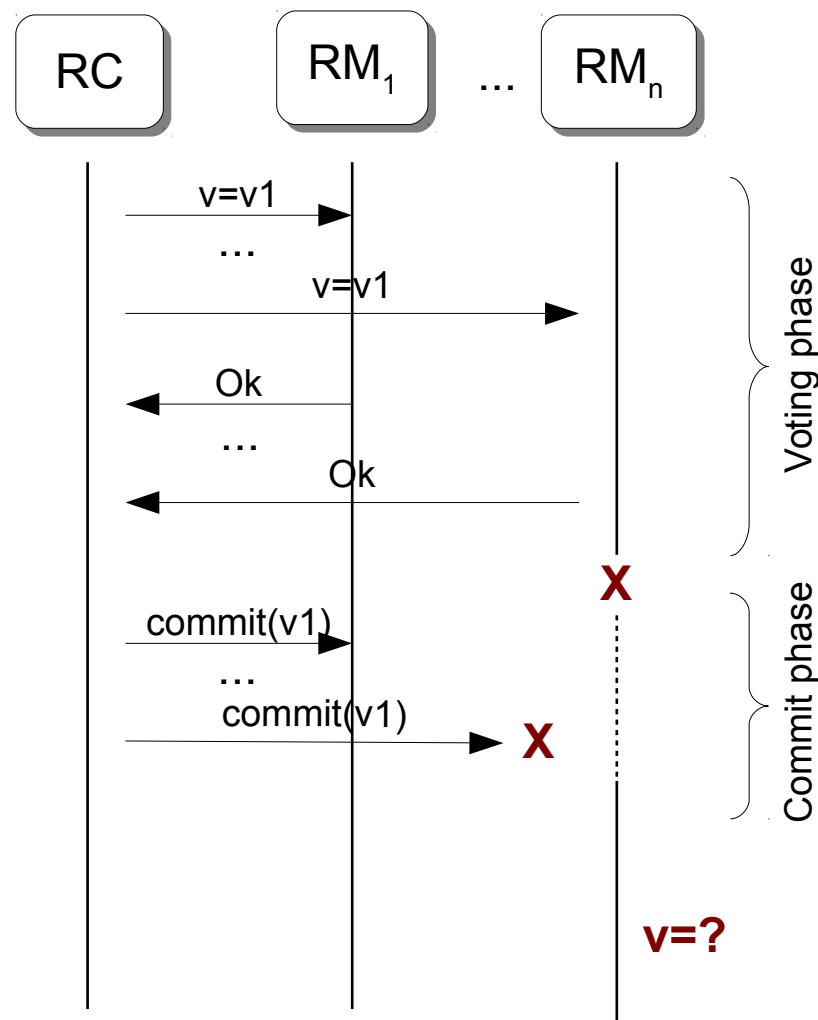 RC
RM₁
...
RMₙ
v=v1
...
v=v1
Ok
...
Ok
Voting phase
X
commit(v1)
...
commit(v1)
X
Commit phase
v=?